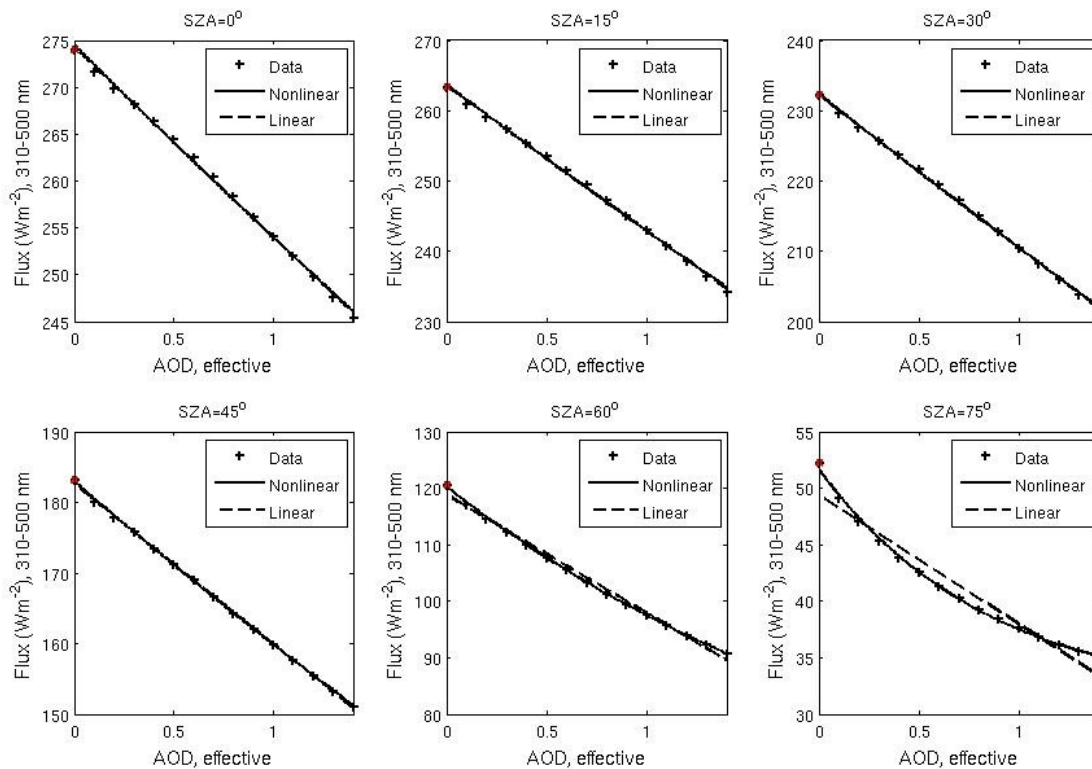 SZA=0°
Flux (Wm⁻²), 310-500 nm
275
270
265
260
255
250
245
0
0.5
1
AOD, effective
Data
Nonlinear
Linear
SZA=15°
Flux (Wm⁻²), 310-500 nm
270
260
250
240
230
0
0.5
1
AOD, effective
Data
Nonlinear
Linear
SZA=30°
Flux (Wm⁻²), 310-500 nm
240
230
220
210
200
0
0.5
1
AOD, effective
Data
Nonlinear
Linear
SZA=45°
Flux (Wm⁻²), 310-500 nm
190
180
170
160
150
0
0.5
1
AOD, effective
Data
Nonlinear
Linear
SZA=60°
Flux (Wm⁻²), 310-500 nm
130
120
110
100
90
80
0
0.5
1
AOD, effective
Data
Nonlinear
Linear
SZA=75°
Flux (Wm⁻²), 310-500 nm
55
50
45
40
35
30
0
0.5
1
AOD, effective
Data
Nonlinear
Linear